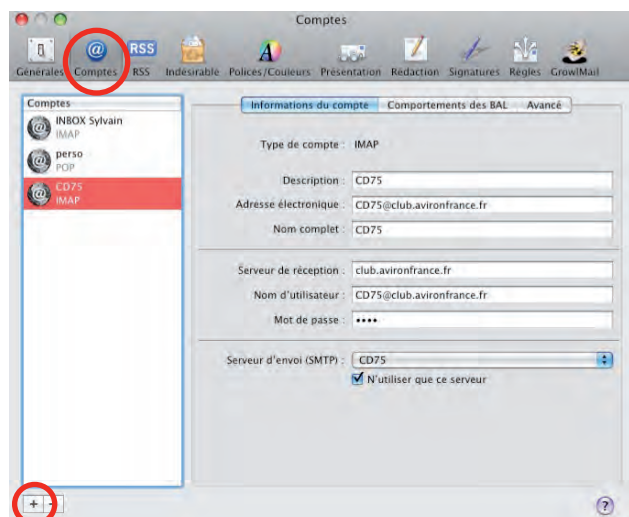 Comptes
RSS
Générales Comptes RSS Indésirable Polices/Couleurs Présentation Rédaction Signatures Règles GrowlMail
Comptes
INBOX Sylvain
IMAP
perso
POP
CD75
IMAP
Informations du compte Comportements des BAL Avancé
Type de compte : IMAP
Description : CD75
Adresse électronique : CD75@club.avironfrance.fr
Nom complet : CD75
Serveur de réception : club.avironfrance.fr
Nom d'utilisateur : CD75@club.avironfrance.fr
Mot de passe : ••••
Serveur d'envoi (SMTP) : CD75
N'utiliser que ce serveur
+ - ?